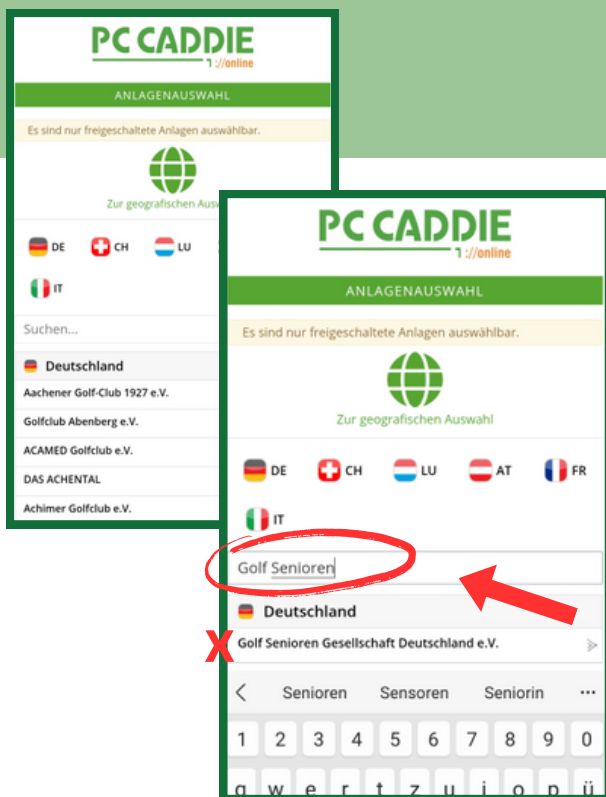 PC CADDIE
://online
ANLAGENAUSWAHL
Es sind nur freigeschaltete Anlagen auswählbar.
Zur geografischen Ausw
DE CH LU
IT
Suchen...
Deutschland
Aachener Golf-Club 1927 e.V.
Golfclub Abenberg e.V.
ACAMED Golfclub e.V.
DAS ACHENTAL
Achimer Golfclub e.V.
PC CADDIE
://online
ANLAGENAUSWAHL
Es sind nur freigeschaltete Anlagen auswählbar.
Zur geografischen Auswahl
DE CH LU AT FR
IT
Golf Senioren
Deutschland
X Golf Senioren Gesellschaft Deutschland e.V.
Senioren Sensoren Seniorin ...
1 2 3 4 5 6 7 8 9 0
q w e r t z u i o p ü